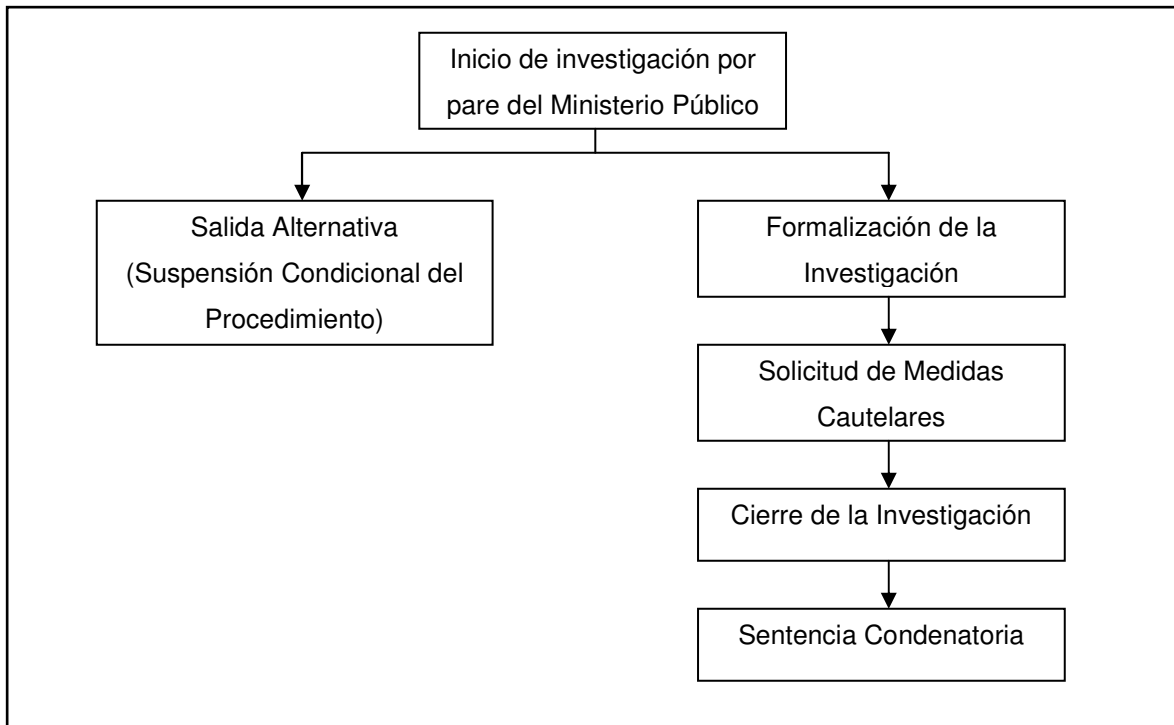 Inicio de investigación por
pare del Ministerio Público
Salida Alternativa
(Suspensión Condicional del
Procedimiento)
Formalización de la
Investigación
Solicitud de Medidas
Cautelares
Cierre de la Investigación
Sentencia Condenatoria